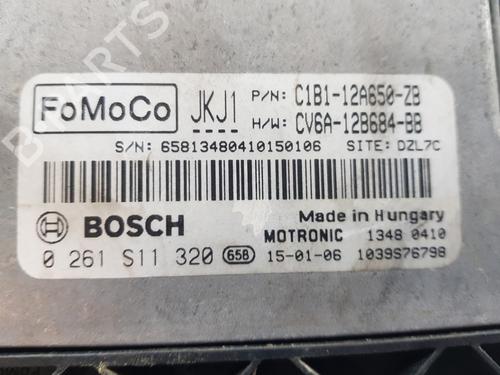 FoMoCo JKJ1 P/N: C1B1-12A650-ZB
H/W: CV6A-12B684-BB
S/N: 65813480410150106 SITE: DZL7C
BOSCH Made in Hungary
MOTRONIC 1348 0410
0 261 S11 320 658 15-01-06 1039S76798